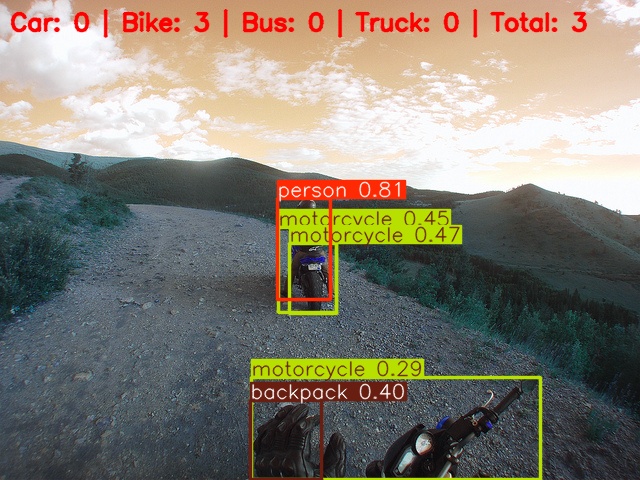 Car: 0 | Bike: 3 | Bus: 0 | Truck: 0 | Total: 3
person 0.81
motorcycle 0.45
motorcycle 0.47
motorcycle 0.29
backpack 0.40